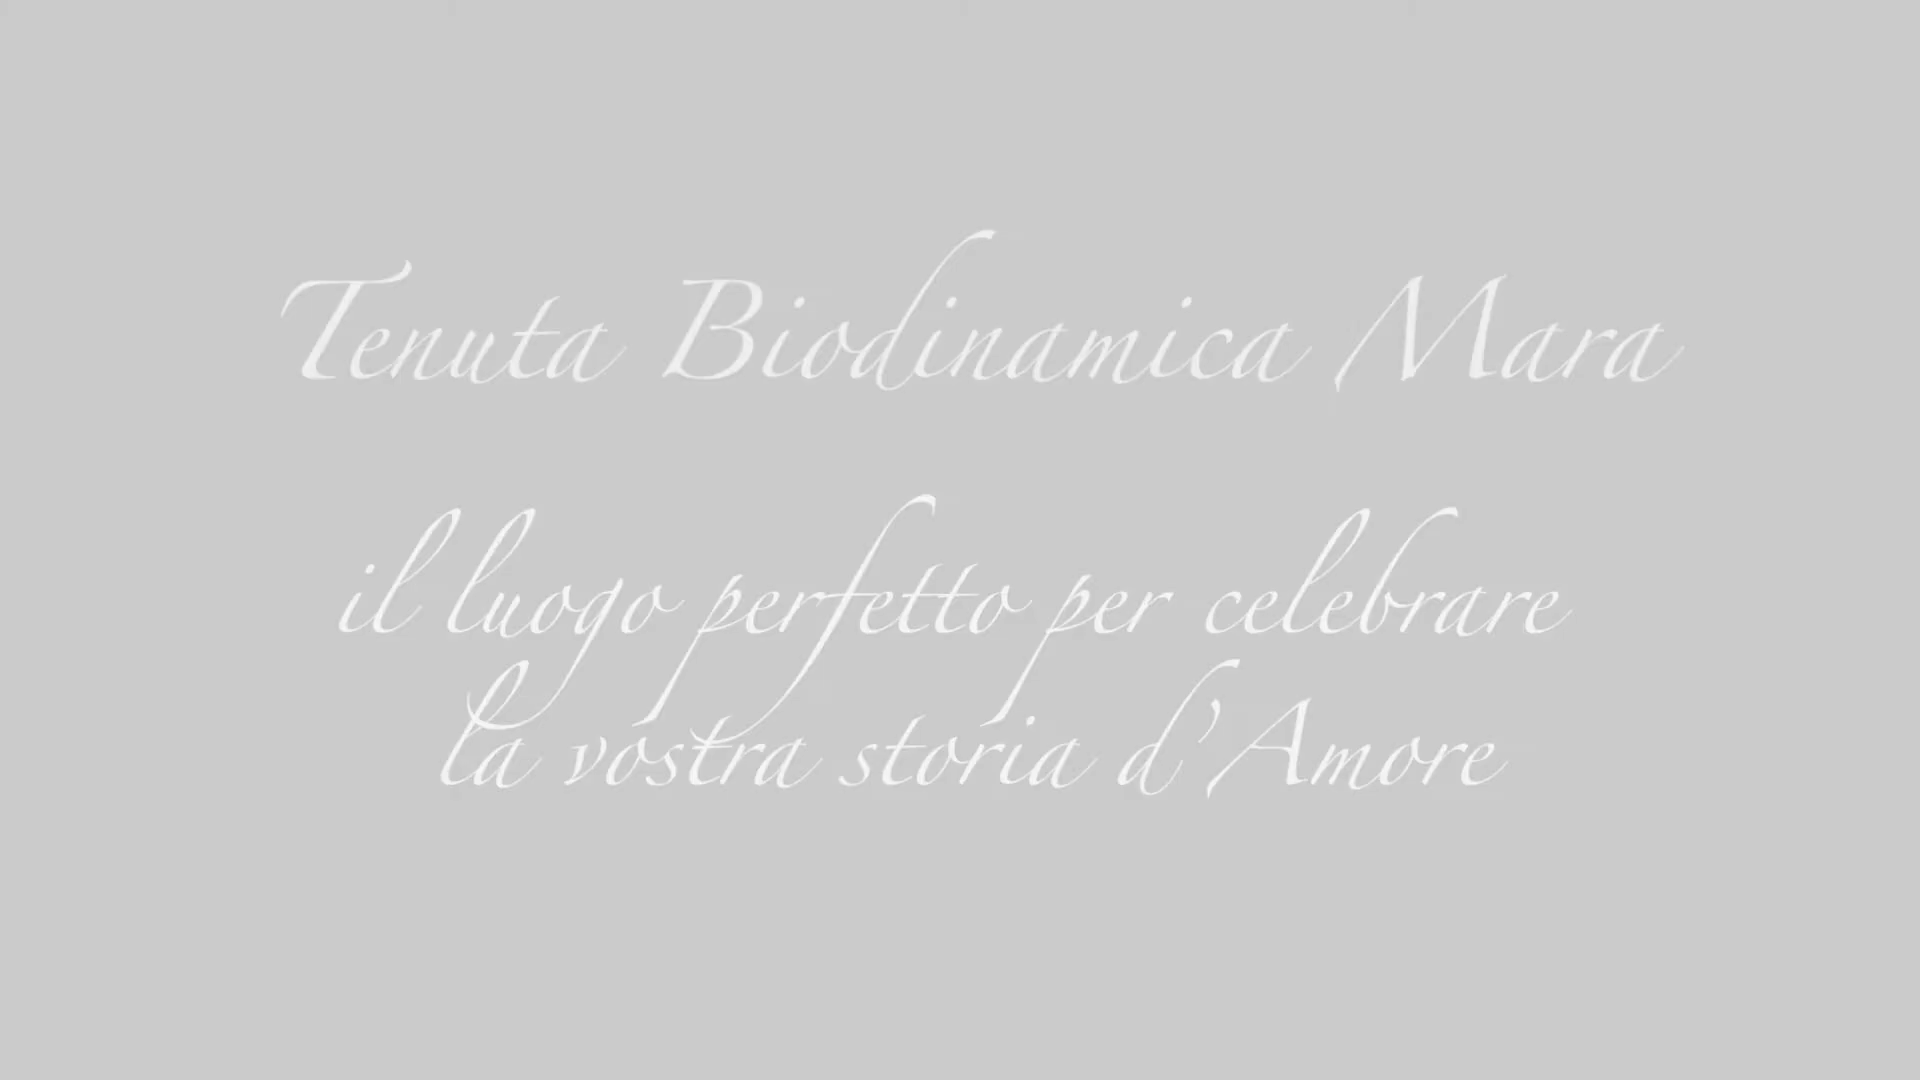 Tenuta Biodinamica Mara
il luogo perfetto per celebrare
la vostra storia d'Amore